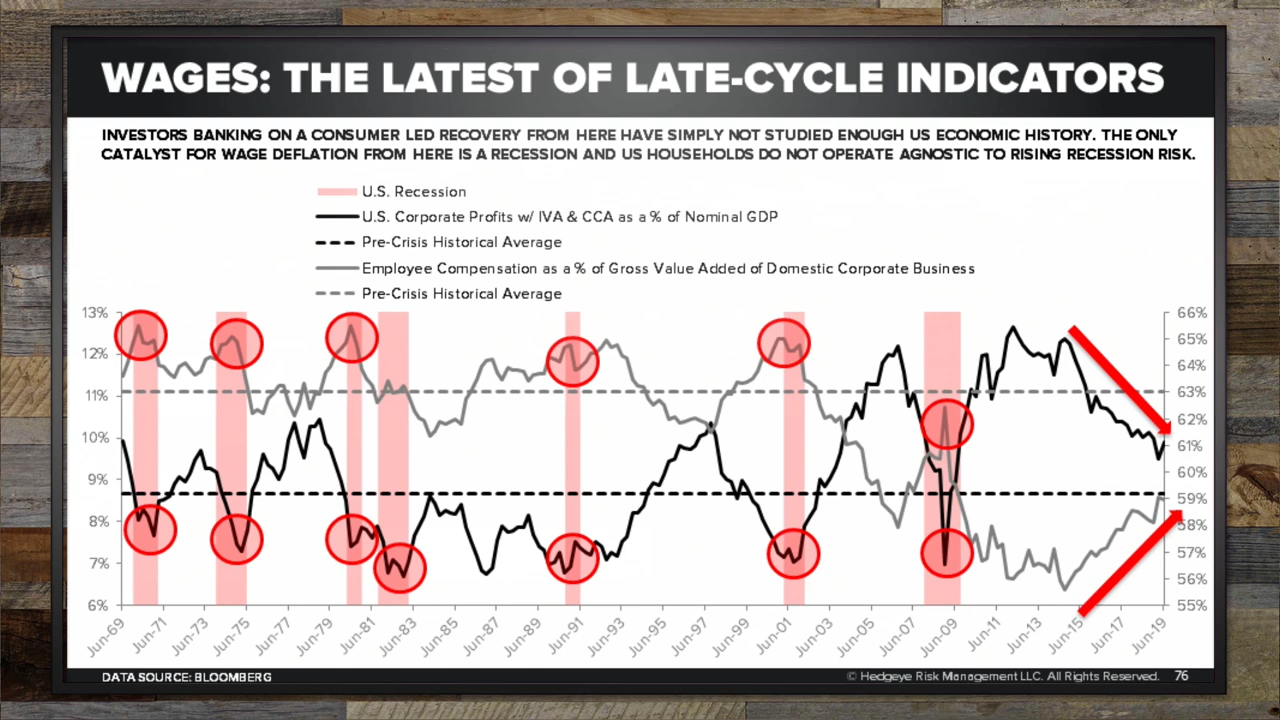 WAGES: THE LATEST OF LATE-CYCLE INDICATORS
INVESTORS BANKING ON A CONSUMER LED RECOVERY FROM HERE HAVE SIMPLY NOT STUDIED ENOUGH US ECONOMIC HISTORY. THE ONLY
CATALYST FOR WAGE DEFLATION FROM HERE IS A RECESSION AND US HOUSEHOLDS DO NOT OPERATE AGNOSTIC TO RISING RECESSION RISK.
U.S. Recession
U.S. Corporate Profits w/ IVA & CCA as a % of Nominal GDP
Pre-Crisis Historical Average
Employee Compensation as a % of Gross Value Added of Domestic Corporate Business
Pre-Crisis Historical Average
13%
12%
11%
10%
9%
8%
7%
6%
66%
65%
64%
63%
62%
61%
60%
59%
58%
57%
56%
55%
Jun-69
Jun-71
Jun-73
Jun-75
Jun-77
Jun-79
Jun-81
Jun-83
Jun-85
Jun-87
Jun-89
Jun-91
Jun-93
Jun-95
Jun-97
Jun-99
Jun-01
Jun-03
Jun-05
Jun-07
Jun-09
Jun-11
Jun-13
Jun-15
Jun-17
Jun-19
DATA SOURCE: BLOOMBERG
© Hedgeye Risk Management LLC. All Rights Reserved. 76